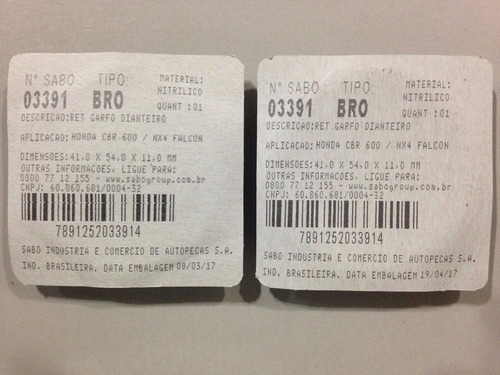 Nº SABO TIPO: MATERIAL:
NITRILICO
03391 BRO QUANT :01
DESCRICAO:RET GARFO DIANTEIRO
APLICACAO:HONDA CBR 600 / NX4 FALCON
DIMENSOES:41.0 X 54.0 X 11.0 MM
OUTRAS INFORMACOES, LIGUE PARA:
0800 77 12 155 - www.sabogroup.com.br
CNPJ: 60.860.681/0004-32
7891252033914
SABO INDUSTRIA E COMERCIO DE AUTOPECAS S.A.
IND. BRASILEIRA. DATA EMBALAGEM 08/03/17
Nº SABO TIPO: MATERIAL:
NITRILICO
03391 BRO QUANT :01
DESCRICAO:RET GARFO DIANTEIRO
APLICACAO:HONDA CBR 600 / NX4 FALCON
DIMENSOES:41.0 X 54.0 X 11.0 MM
OUTRAS INFORMACOES, LIGUE PARA:
0800 77 12 155 - www.sabogroup.com.br
CNPJ: 60.860.681/0004-32
7891252033914
SABO INDUSTRIA E COMERCIO DE AUTOPECAS S.A.
IND. BRASILEIRA. DATA EMBALAGEM 19/04/17